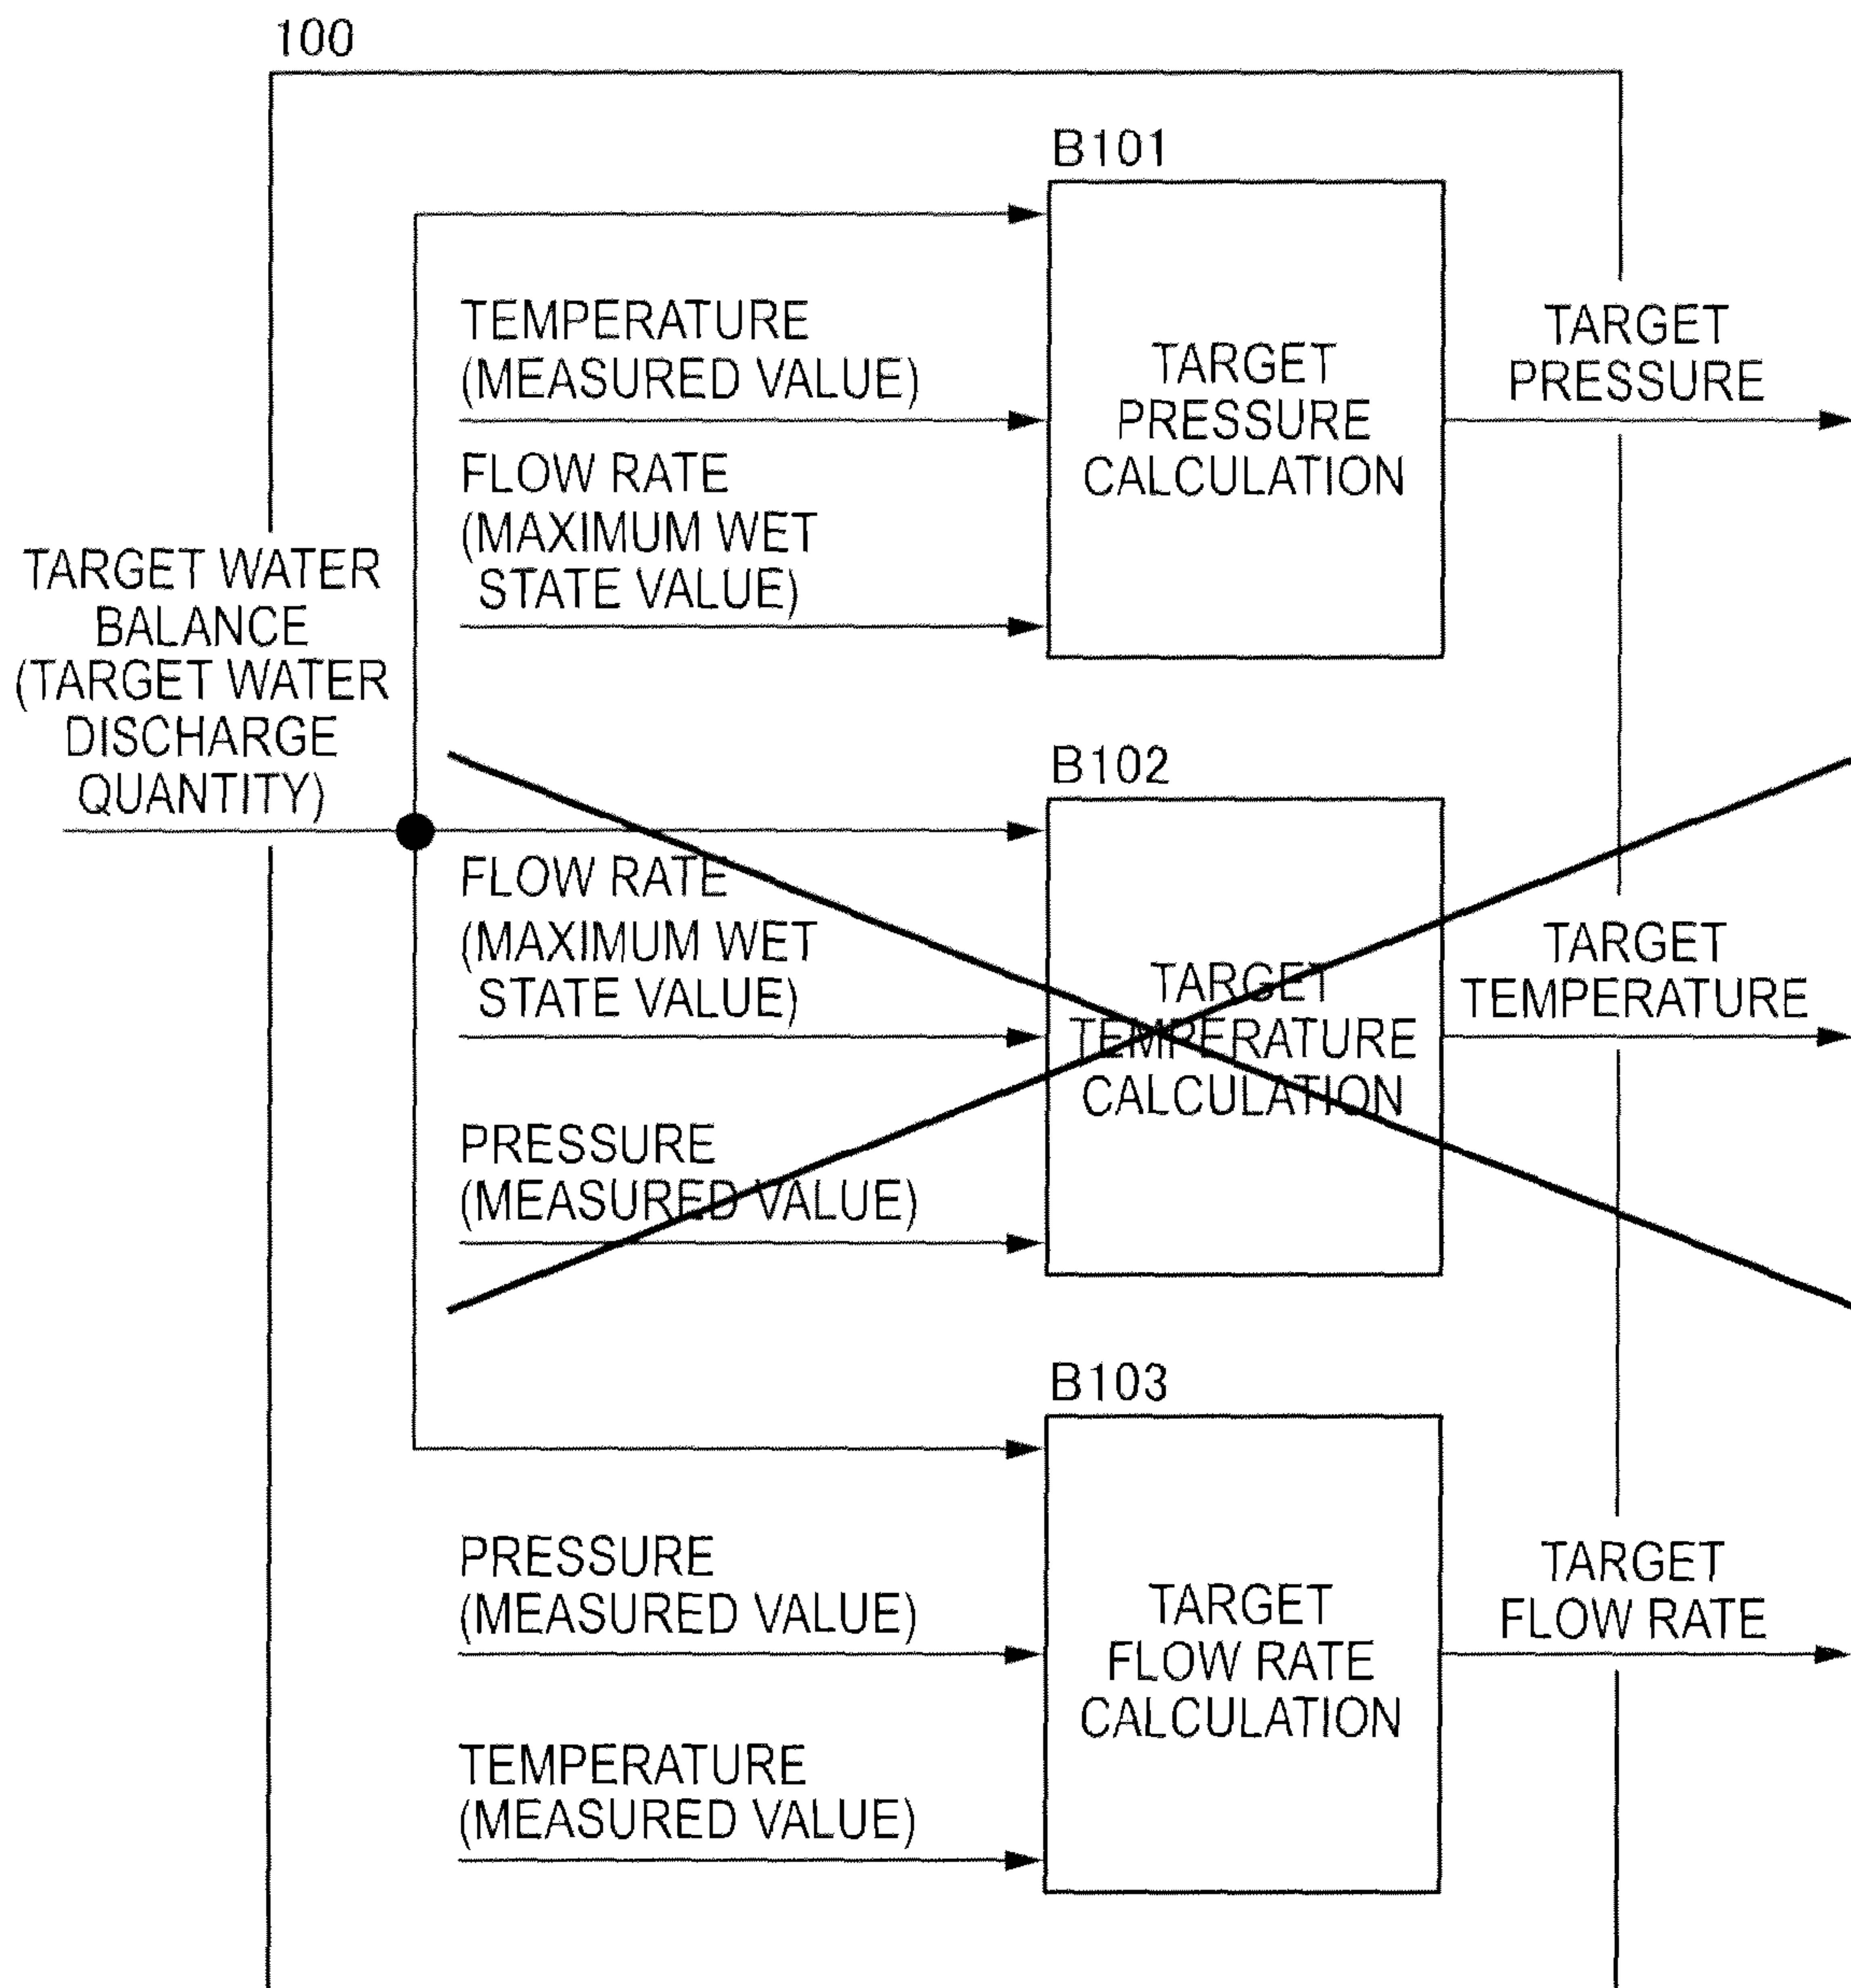 100
B101
TEMPERATURE
(MEASURED VALUE)
FLOW RATE
(MAXIMUM WET
STATE VALUE)
TARGET
PRESSURE
CALCULATION
TARGET
PRESSURE
TARGET WATER
BALANCE
(TARGET WATER
DISCHARGE
QUANTITY)
B102
FLOW RATE
(MAXIMUM WET
STATE VALUE)
PRESSURE
(MEASURED VALUE)
TARGET
TEMPERATURE
CALCULATION
TARGET
TEMPERATURE
B103
PRESSURE
(MEASURED VALUE)
TEMPERATURE
(MEASURED VALUE)
TARGET
FLOW RATE
CALCULATION
TARGET
FLOW RATE